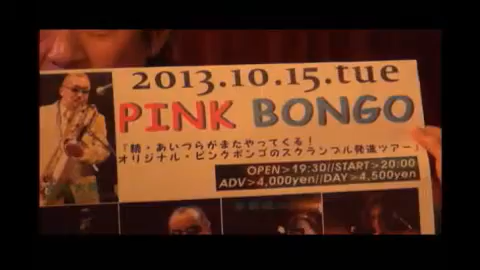 2013.10.15.tue
PINK BONGO
『続・あいつらがまたやってくる！
オリジナル・ピンクボンゴのスクランブル発進ツアー』
OPEN>19:30//START>20:00
ADV>4,000yen//DAY>4,500yen